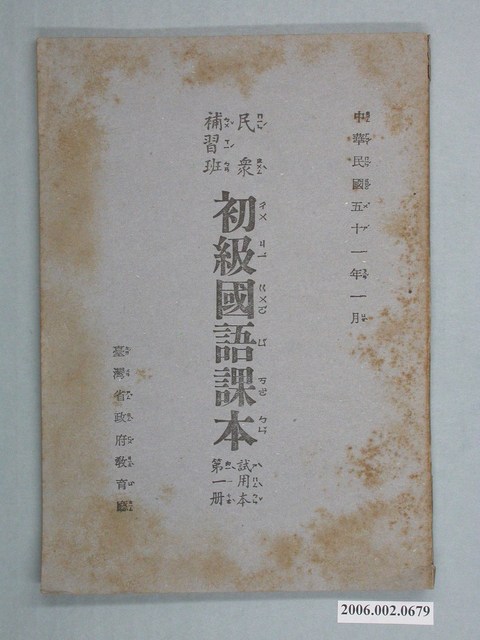 中華民國五十一年一月
民眾
補習班
初級國語課本
試用本
第一冊
臺灣省政府教育廳
2006.002.0679